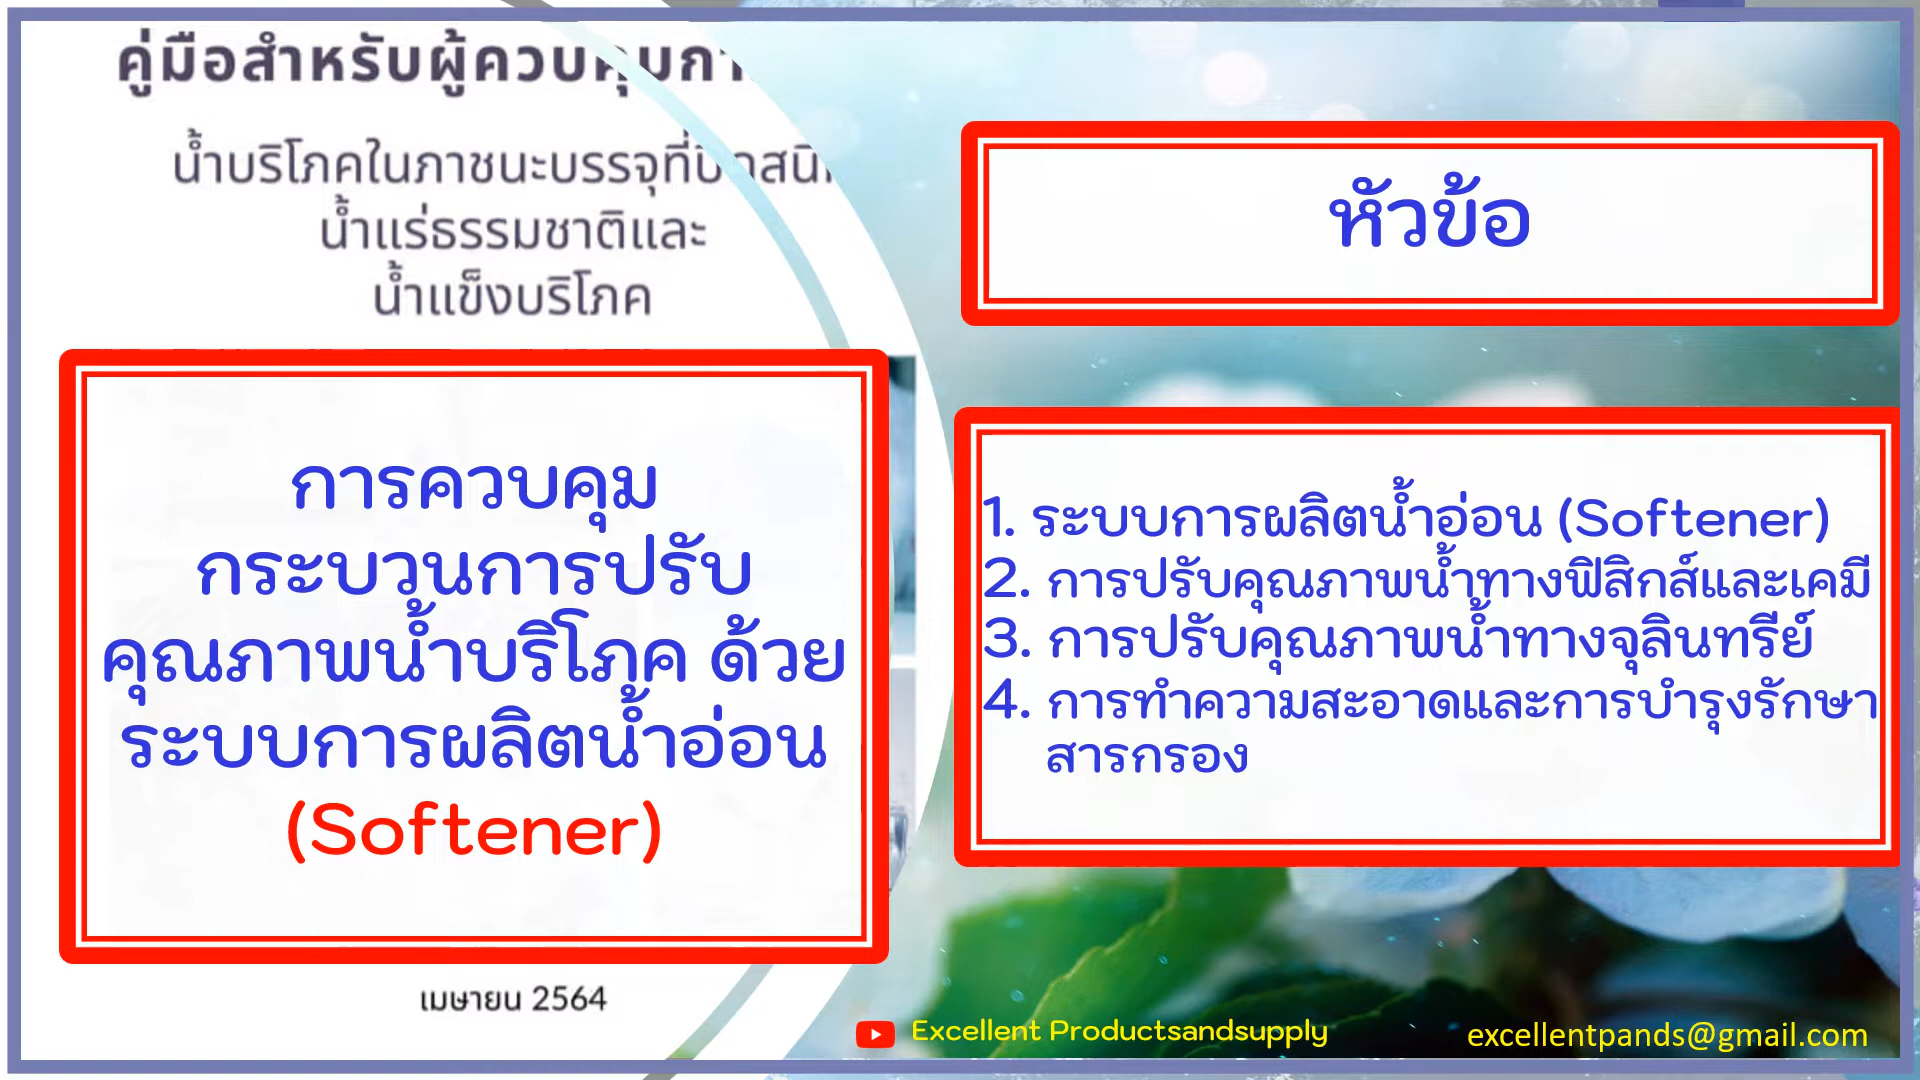 คู่มือสำหรับผู้ควบคุมกา
น้ำบริโภคในภาชนะบรรจุที่ปิดสนิ
น้ำแร่ธรรมชาติและ
น้ำแข็งบริโภค
การควบคุม
กระบวนการปรับ
คุณภาพน้ำบริโภค ด้วย
ระบบการผลิตน้ำอ่อน
(Softener)
เมษายน 2564
หัวข้อ
1. ระบบการผลิตน้ำอ่อน (Softener)
2. การปรับคุณภาพน้ำทางฟิสิกส์และเคมี
3. การปรับคุณภาพน้ำทางจุลินทรีย์
4. การทำความสะอาดและการบำรุงรักษา
สารกรอง
Excellent Productsandsupply
excellentpands@gmail.com